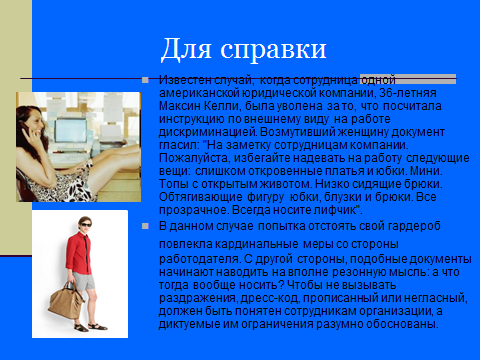 Для справки
Известен случай, когда сотрудница одной
американской юридической компании, 36-летняя
Максин Келли, была уволена за то, что посчитала
инструкцию по внешнему виду на работе
дискриминацией. Возмутивший женщину документ
гласил: "На заметку сотрудницам компании.
Пожалуйста, избегайте надевать на работу следующие
вещи: слишком откровенные платья и юбки. Мини.
Топы с открытым животом. Низко сидящие брюки.
Обтягивающие фигуру юбки, блузки и брюки. Все
прозрачное. Всегда носите лифчик".
В данном случае попытка отстоять свой гардероб
повлекла кардинальные меры со стороны
работодателя. С другой стороны, подобные документы
начинают наводить на вполне резонную мысль: а что
тогда вообще носить? Чтобы не вызывать
раздражения, дресс-код, прописанный или негласный,
должен быть понятен сотрудникам организации, а
диктуемые им ограничения разумно обоснованы.